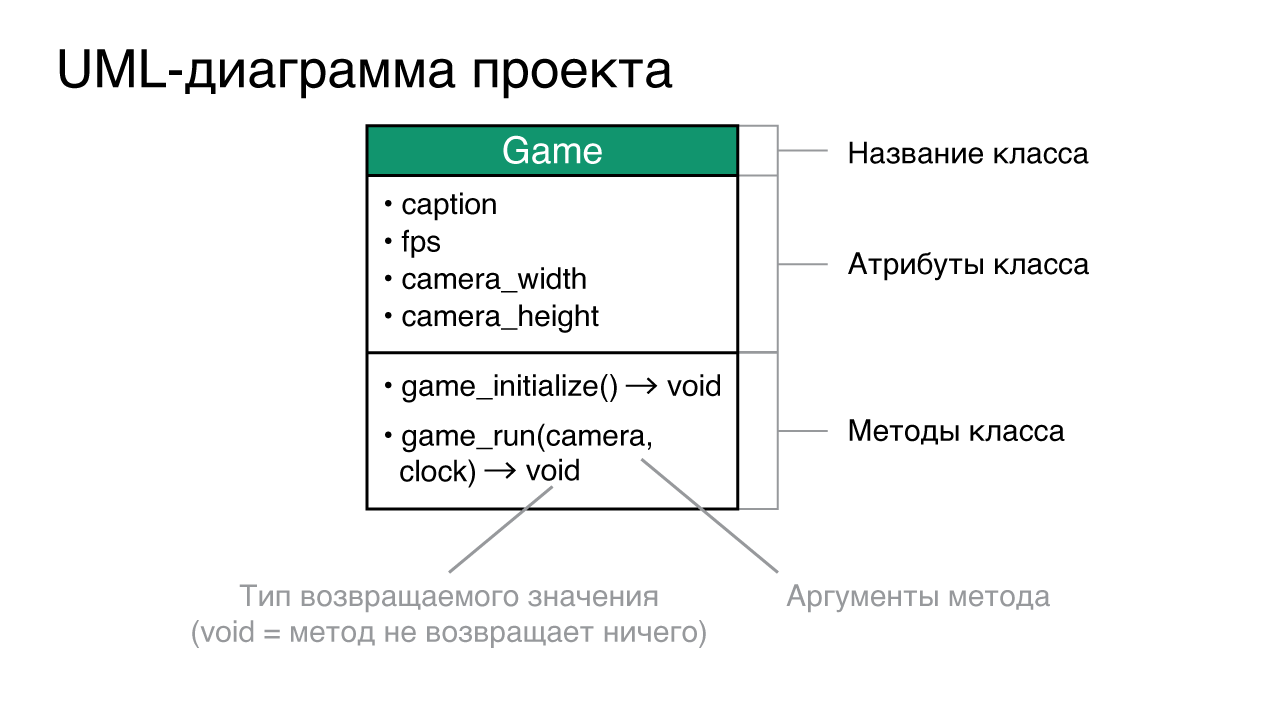 UML-диаграмма проекта
Game
Название класса
• caption
• fps
• camera_width
• camera_height
Атрибуты класса
• game_initialize() → void
• game_run(camera,
clock) → void
Методы класса
Тип возвращаемого значения
(void = метод не возвращает ничего)
Аргументы метода